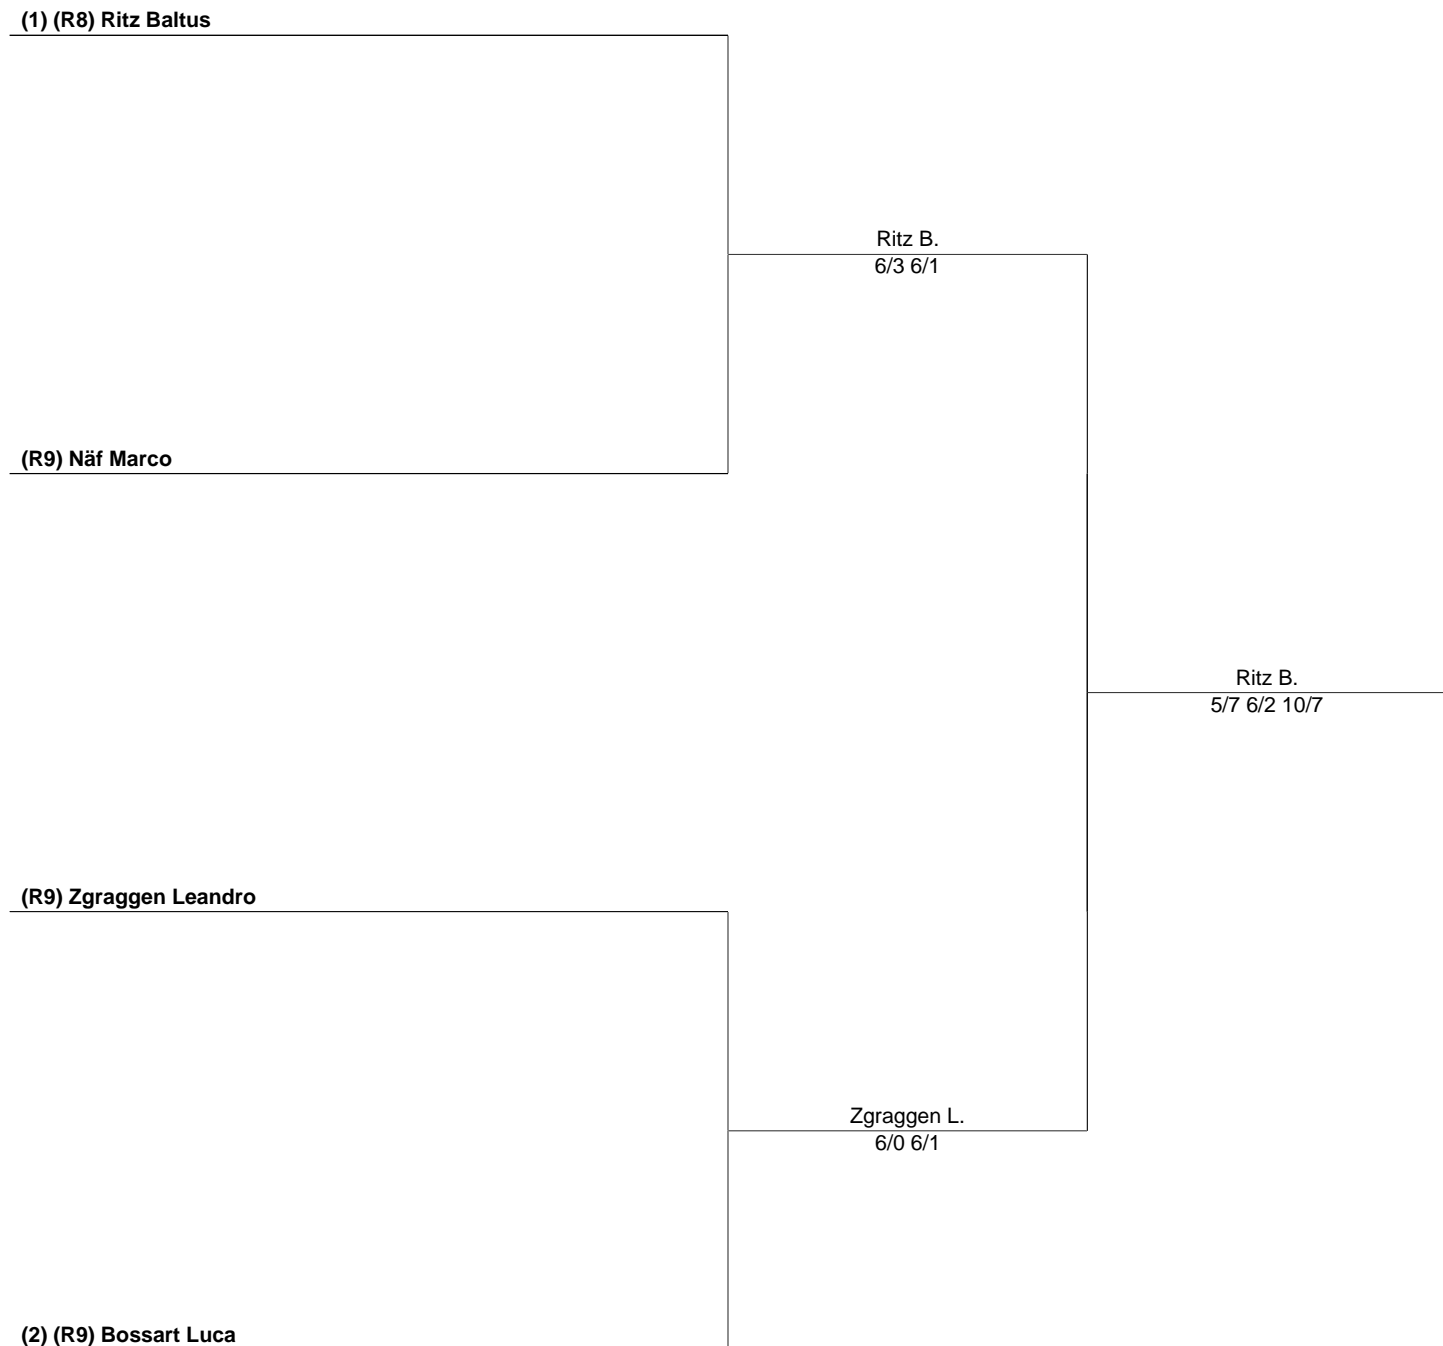 (1) (R8) Ritz Baltus
Ritz B.
6/3 6/1
(R9) Näf Marco
Ritz B.
5/7 6/2 10/7
(R9) Zgraggen Leandro
Zgraggen L.
6/0 6/1
(2) (R9) Bossart Luca